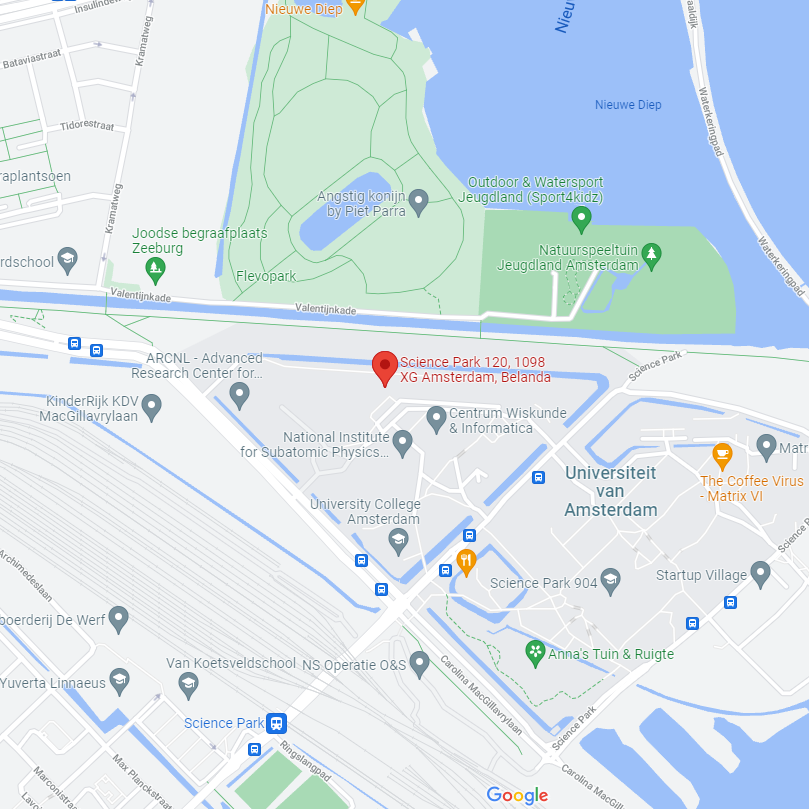 Insulindew
Nieuwe Diep
Nieu
Kramatweg
Bataviastraat
Nieuwe Diep
Waterkeringpad
Tidorestraat
raplantsoen
Outdoor & Watersport
Jeugdland (Sport4kidz)
Angstig konijn
by Piet Parra
Kramatweg
Joodse begraafplaats
Zeeburg
Natuurspeeltuin
Jeugdland Amsterdam
Waterkeringpad
rdschool
Flevopark
Valentijnkade
Valentijnkade
ARCNL - Advanced
Research Center for...
Science Park 120, 1098
XG Amsterdam, Belanda
Science Park
KinderRijk KDV
MacGillavrylaan
Centrum Wiskunde
& Informatica
National Institute
for Subatomic Physics...
Matr
Universiteit
van
Amsterdam
The Coffee Virus
- Matrix VI
University College
Amsterdam
Science P
Archimedeslaan
Science Park 904
Startup Village
boerderij De Werf
Anna's Tuin & Ruigte
Van Koetsveldschool
NS Operatie O&S
Yuverta Linnaeus
Carolina MacGillavrylaan
Science Park
Science Park
Ringslangpad
Max Planckstraat
Marconistraat
Lavo
Carolina MacGill
Google